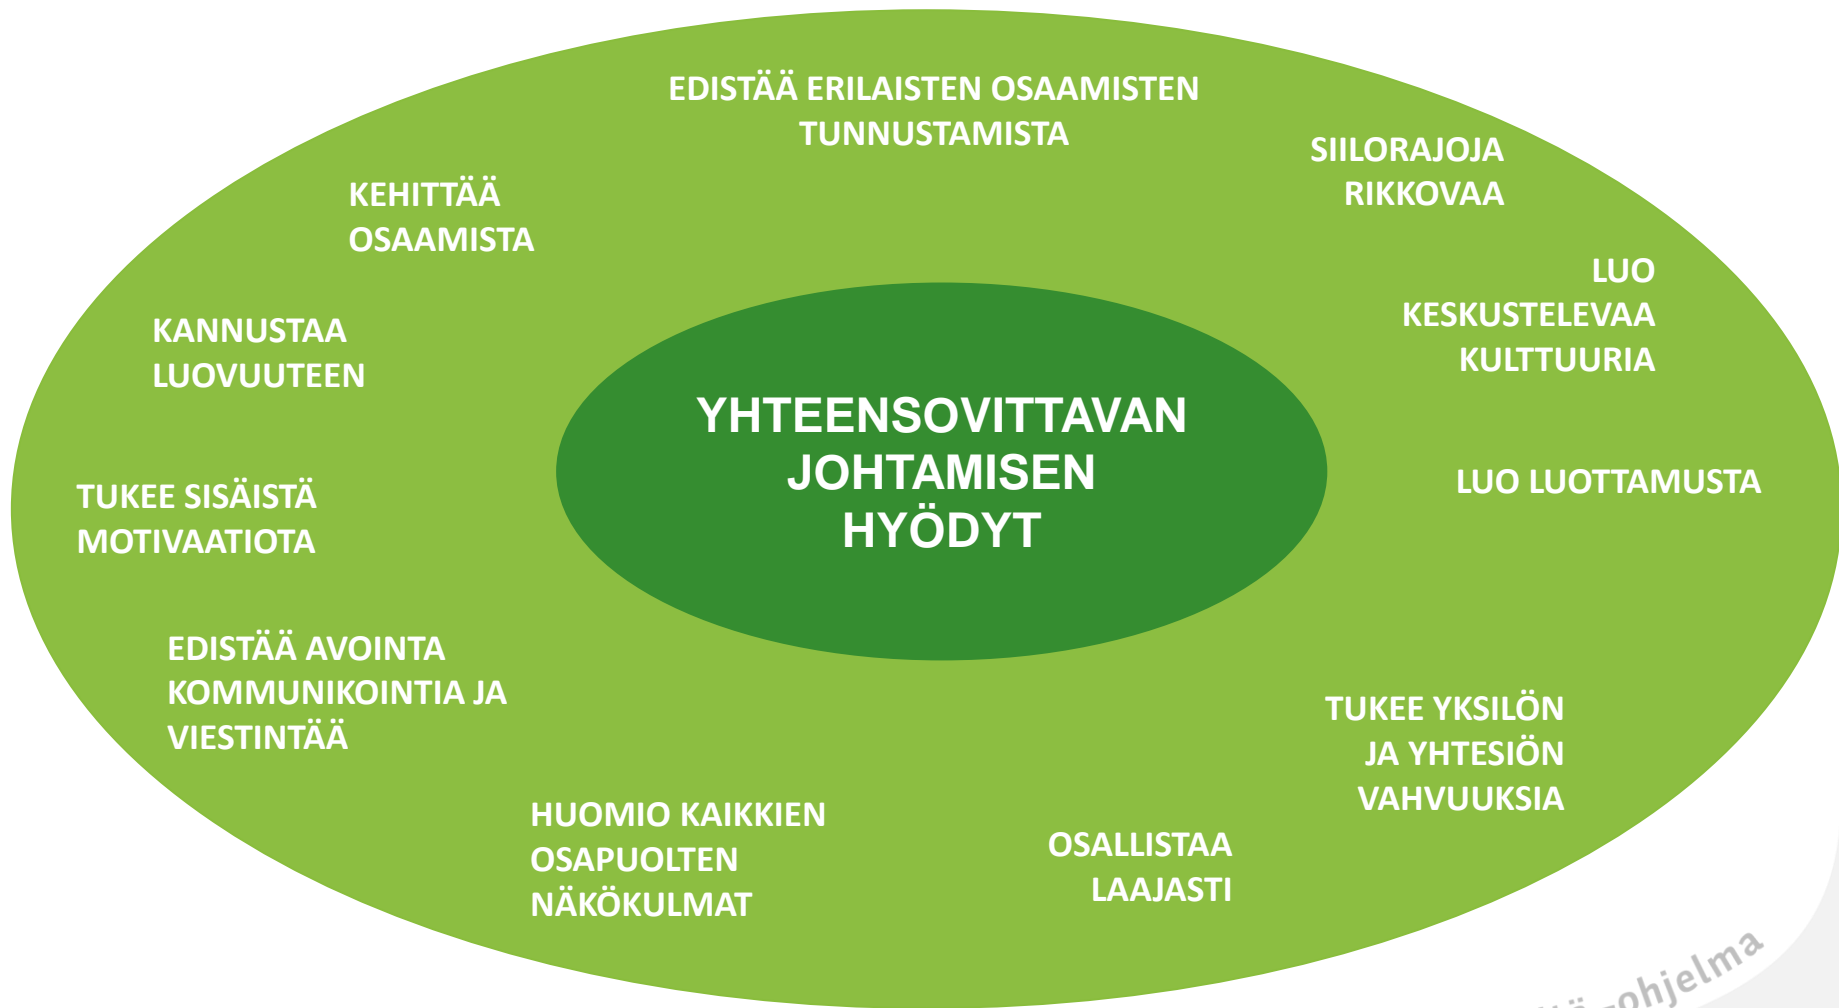 EDISTÄÄ ERILAISTEN OSAAMISTEN
TUNNUSTAMISTA
SIILORAJOJA
RIKKOVAA
KEHITTÄÄ
OSAAMISTA
LUO
KESKUSTELEVAA
KULTTUURIA
KANNUSTAA
LUOVUUTEEN
YHTEENSOVITTAVAN
JOHTAMISEN
HYÖDYT
LUO LUOTTAMUSTA
TUKEE SISÄISTÄ
MOTIVAATIOTA
EDISTÄÄ AVOINTA
KOMMUNIKOINTIA JA
VIESTINTÄÄ
TUKEE YKSILÖN
JA YHTESIÖN
VAHVUUKSIA
HUOMIO KAIKKIEN
OSAPUOLTEN
NÄKÖKULMAT
OSALLISTAA
LAAJASTI
-ohjelma